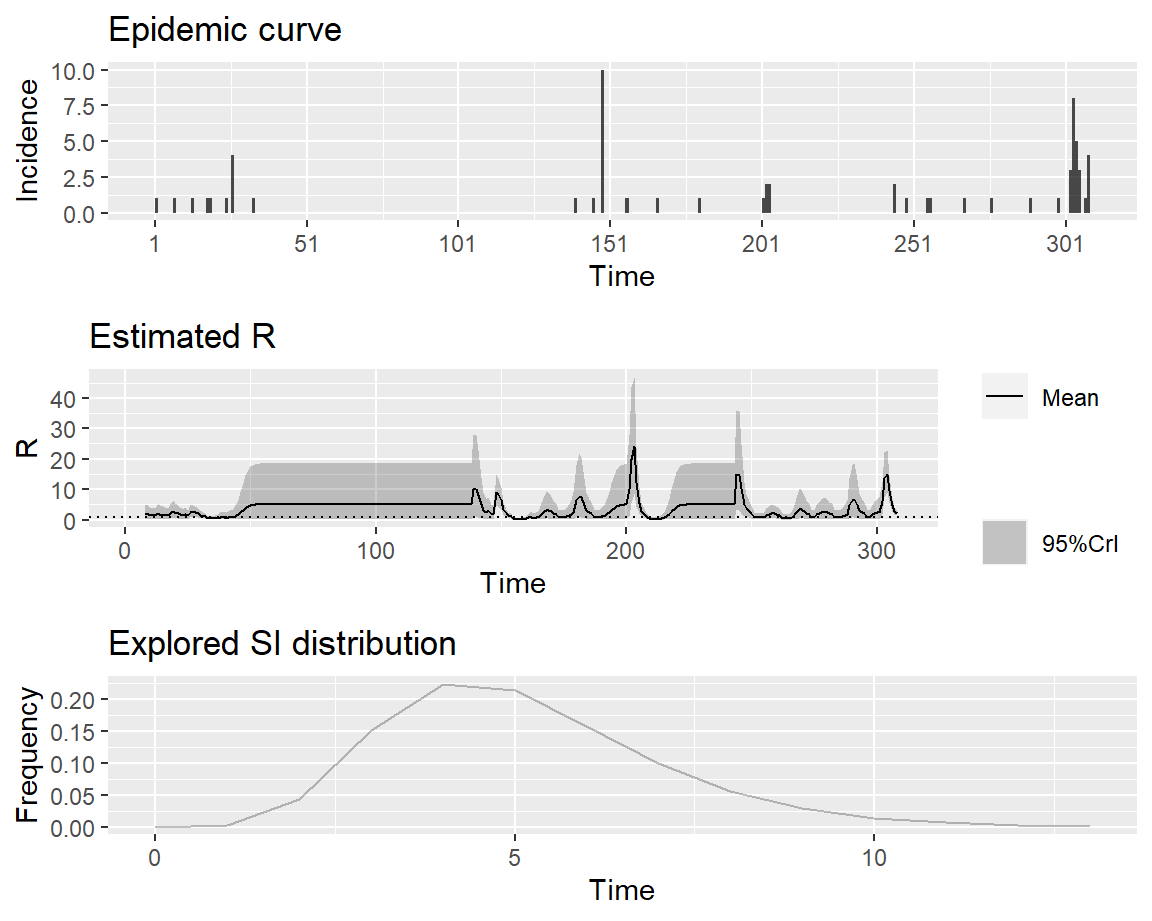 Epidemic curve
Incidence
10.0
7.5
5.0
2.5
0.0
1 51 101 151 201 251 301
Time
Estimated R
R
40
30
20
10
0
0 100 200 300
Time
Mean
95%CrI
Explored SI distribution
Frequency
0.20
0.15
0.10
0.05
0.00
0 5 10
Time